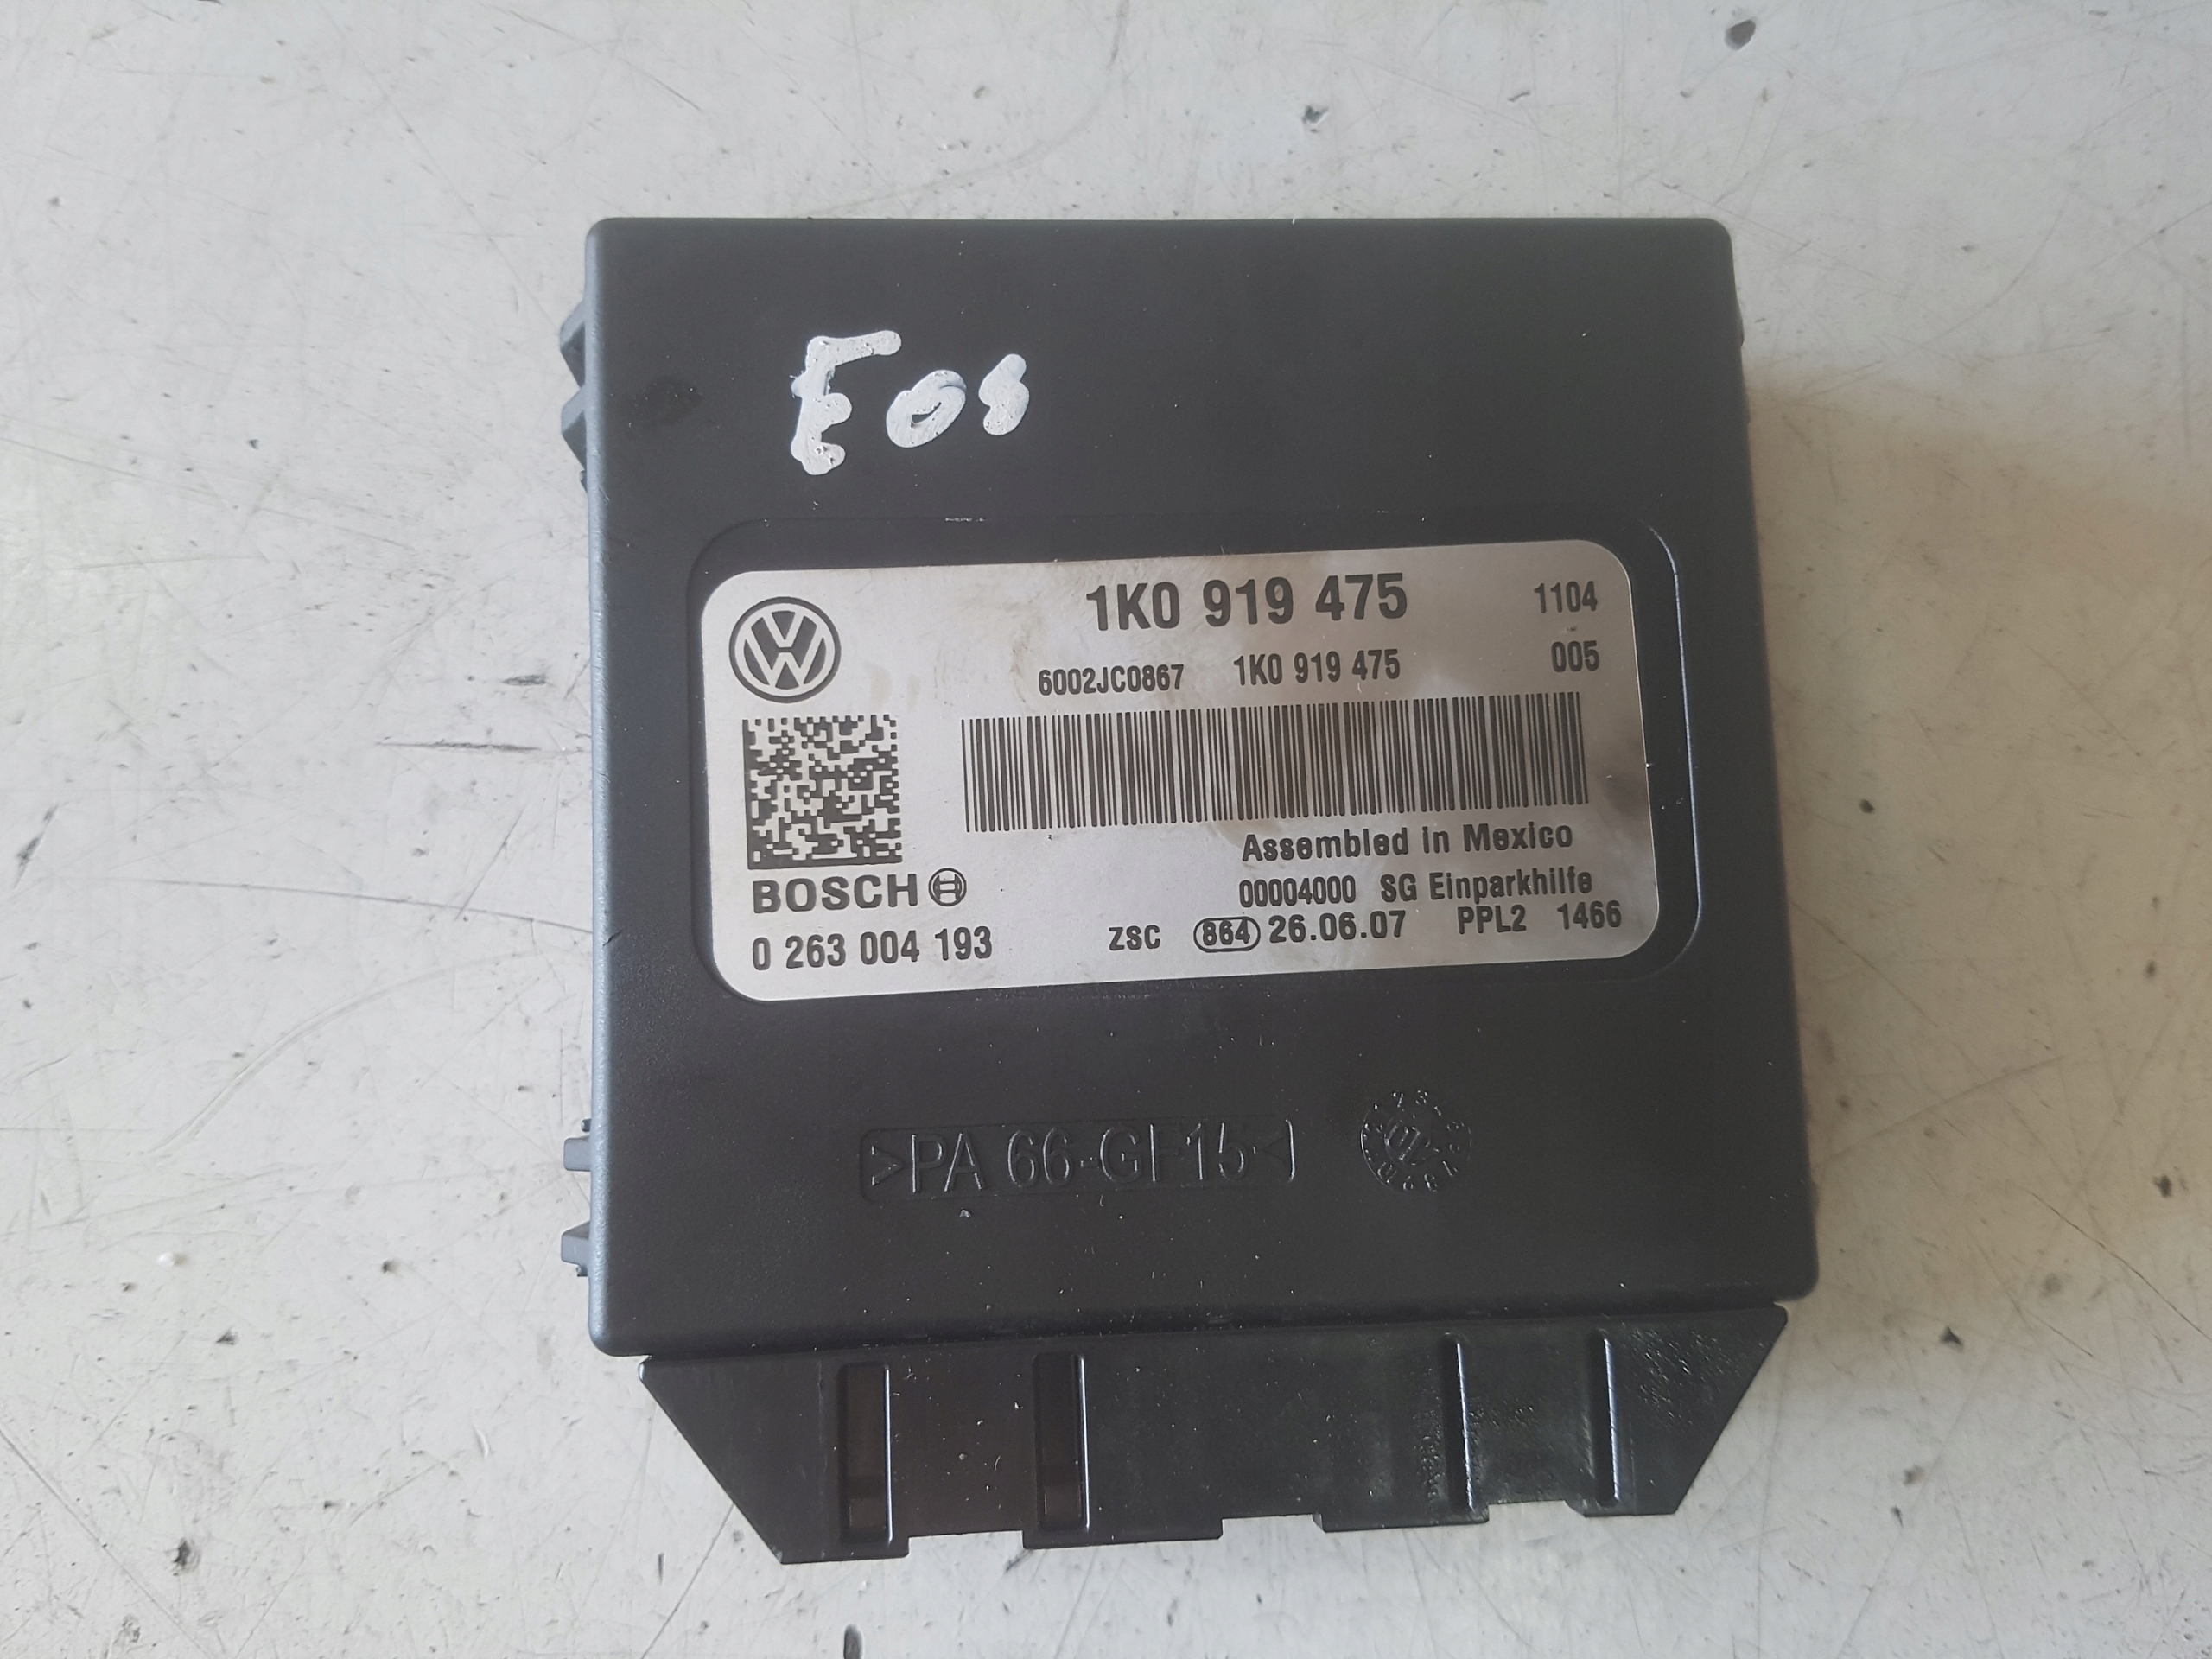 Eos
1K0 919 475 1104
6002JC0867 1K0 919 475 005
Assembled in Mexico
BOSCH 00004000 SG Einparkhilfe
0 263 004 193 ZSC 864 26.06.07 PPL2 1466
>PA 66-GF15<